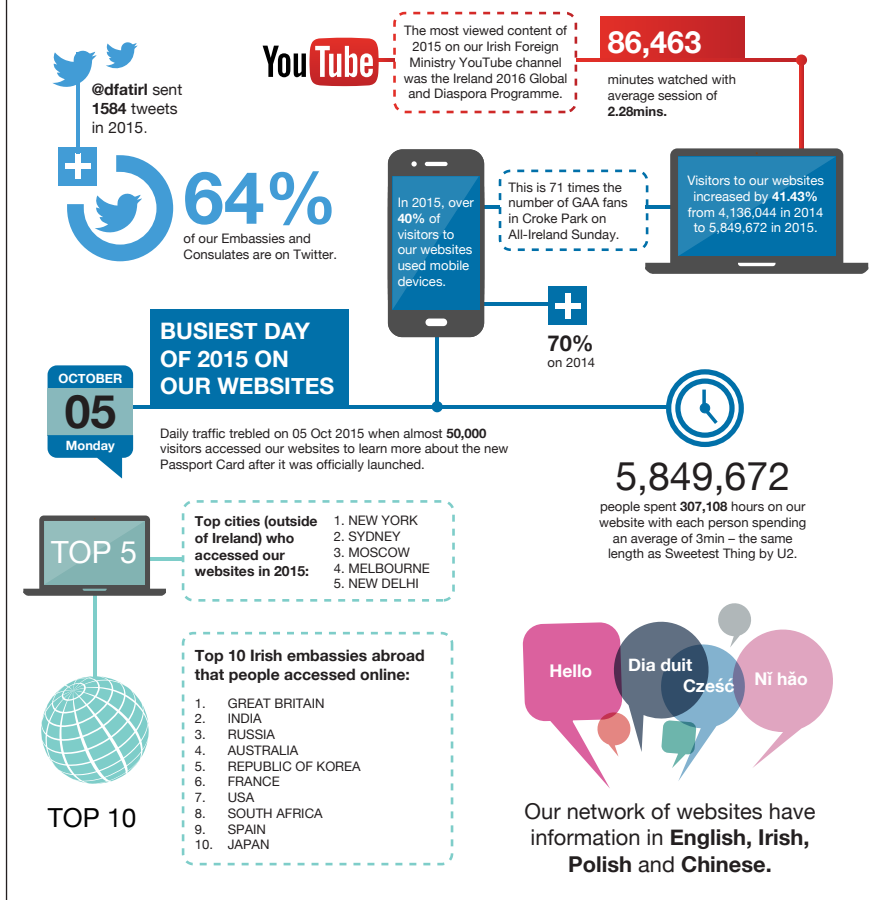 @dfatirl sent
1584 tweets
in 2015.
64%
of our Embassies and
Consulates are on Twitter.
YouTube
The most viewed content of
2015 on our Irish Foreign
Ministry YouTube channel
was the Ireland 2016 Global
and Diaspora Programme.
86,463
minutes watched with
average session of
2.28mins.
In 2015, over
40% of
visitors to
our websites
used mobile
devices.
This is 71 times the
number of GAA fans
in Croke Park on
All-Ireland Sunday.
Visitors to our websites
increased by 41.43%
from 4,136,044 in 2014
to 5,849,672 in 2015.
70%
on 2014
BUSIEST DAY
OF 2015 ON
OUR WEBSITES
OCTOBER
05
Monday
Daily traffic trebled on 05 Oct 2015 when almost 50,000
visitors accessed our websites to learn more about the new
Passport Card after it was officially launched.
5,849,672
people spent 307,108 hours on our
website with each person spending
an average of 3min – the same
length as Sweetest Thing by U2.
TOP 5
Top cities (outside
of Ireland) who
accessed our
websites in 2015:
1. NEW YORK
2. SYDNEY
3. MOSCOW
4. MELBOURNE
5. NEW DELHI
TOP 10
Top 10 Irish embassies abroad
that people accessed online:
1. GREAT BRITAIN
2. INDIA
3. RUSSIA
4. AUSTRALIA
5. REPUBLIC OF KOREA
6. FRANCE
7. USA
8. SOUTH AFRICA
9. SPAIN
10. JAPAN
Hello
Dia duit
Cześć
Nĭ hăo
Our network of websites have
information in English, Irish,
Polish and Chinese.